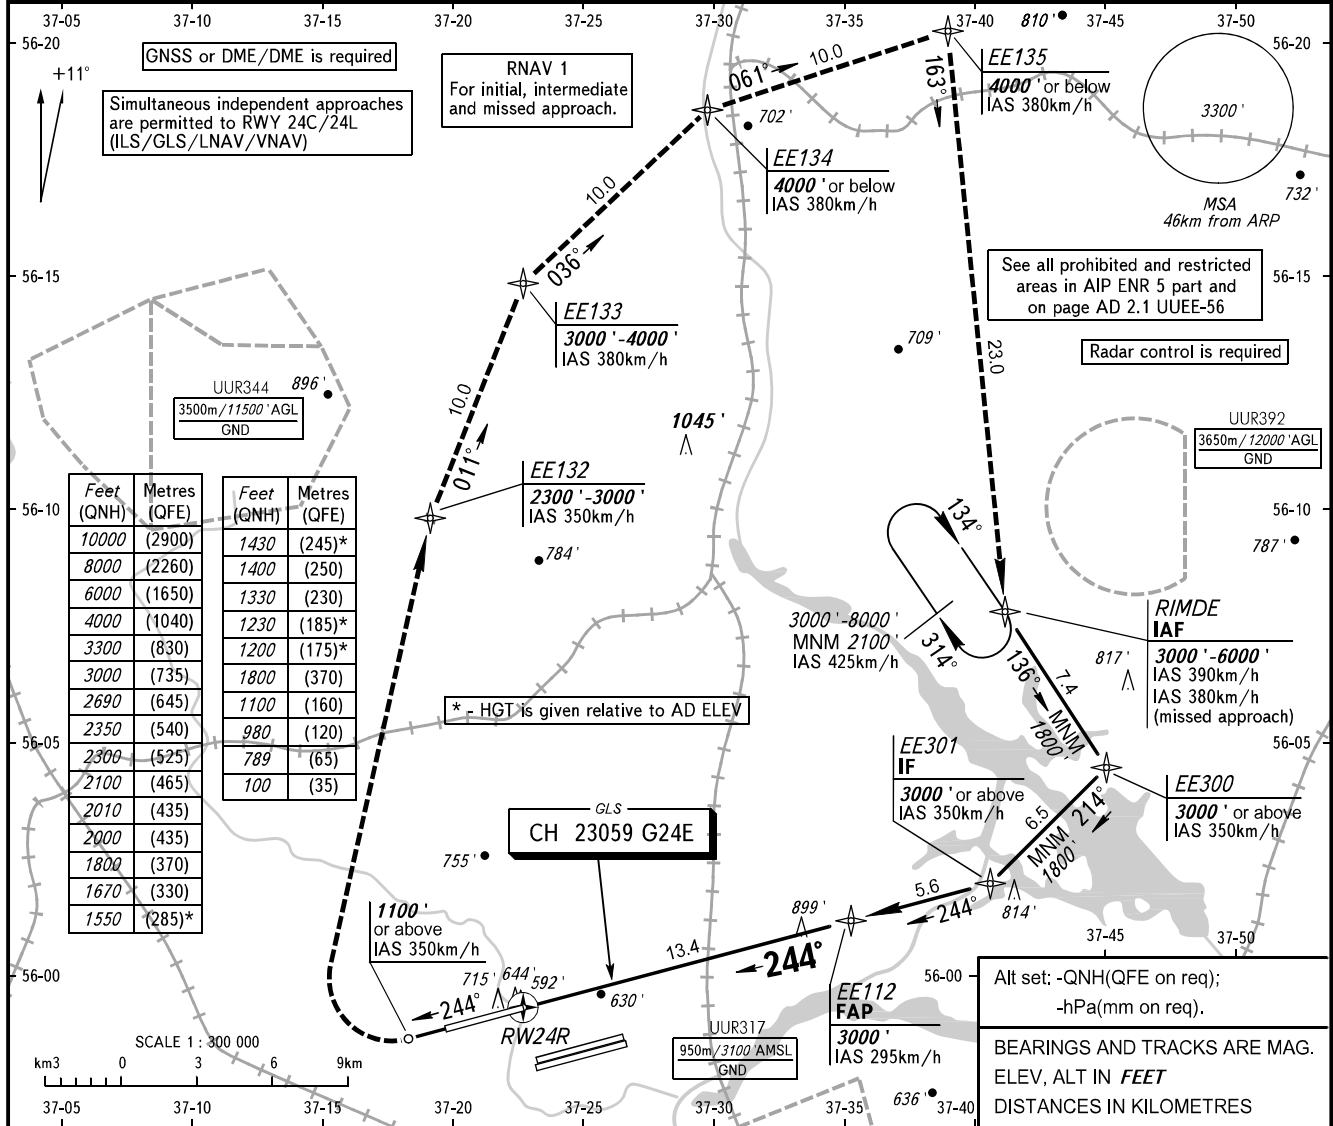 37-05 37-10 37-15 37-20 37-25 37-30 37-35 37-40 37-45 37-50
56-20
56-20
+11°
GNSS or DME/DME is required
Simultaneous independent approaches
are permitted to RWY 24C/24L
(ILS/GLS/LNAV/VNAV)
RNAV 1
For initial, intermediate
and missed approach.
810'
061°
10.0
163°
EE135
4000' or below
IAS 380km/h
3300'
MSA
46km from ARP
732'
702'
EE134
4000' or below
IAS 380km/h
10.0
036°
56-15
56-15
See all prohibited and restricted
areas in AIP ENR 5 part and
on page AD 2.1 UUEE-56
Radar control is required
EE133
3000'-4000'
IAS 380km/h
709'
23.0
UUR344
3500m/11500'AGL
GND
896'
10.0
011°
1045'
UUR392
3650m/12000'AGL
GND
EE132
2300'-3000'
IAS 350km/h
56-10
56-10
787'
784'
Feet (QNH) Metres (QFE)
10000 (2900)
8000 (2260)
6000 (1650)
4000 (1040)
3300 (830)
3000 (735)
2690 (645)
2350 (540)
2300 (525)
2100 (465)
2010 (435)
2000 (435)
1800 (370)
1670 (330)
1550 (285)*
Feet (QNH) Metres (QFE)
1430 (245)*
1400 (250)
1330 (230)
1230 (185)*
1200 (175)*
1800 (370)
1100 (160)
980 (120)
789 (65)
100 (35)
134°
314°
3000'-8000'
MNM 2100'
IAS 425km/h
RIMDE
IAF
3000'-6000'
IAS 390km/h
IAS 380km/h
(missed approach)
817'
136°
7.4
MNM
1800'
* - HGT is given relative to AD ELEV
56-05
56-05
EE301
IF
3000' or above
IAS 350km/h
EE300
3000' or above
IAS 350km/h
6.5
214°
MNM
1800'
GLS
CH 23059 G24E
755'
5.6
244°
814'
899'
13.4
244°
1100'
or above
IAS 350km/h
37-45 37-50
56-00
56-00
715'
644'
592'
630'
244°
RW24R
EE112
FAP
3000'
IAS 295km/h
UUR317
950m/3100'AMSL
GND
636'
SCALE 1 : 300 000
km3 0 3 6 9km
Alt set: -QNH(QFE on req);
-hPa(mm on req).
BEARINGS AND TRACKS ARE MAG.
ELEV, ALT IN FEET
DISTANCES IN KILOMETRES
37-05 37-10 37-15 37-20 37-25 37-30 37-35 37-40